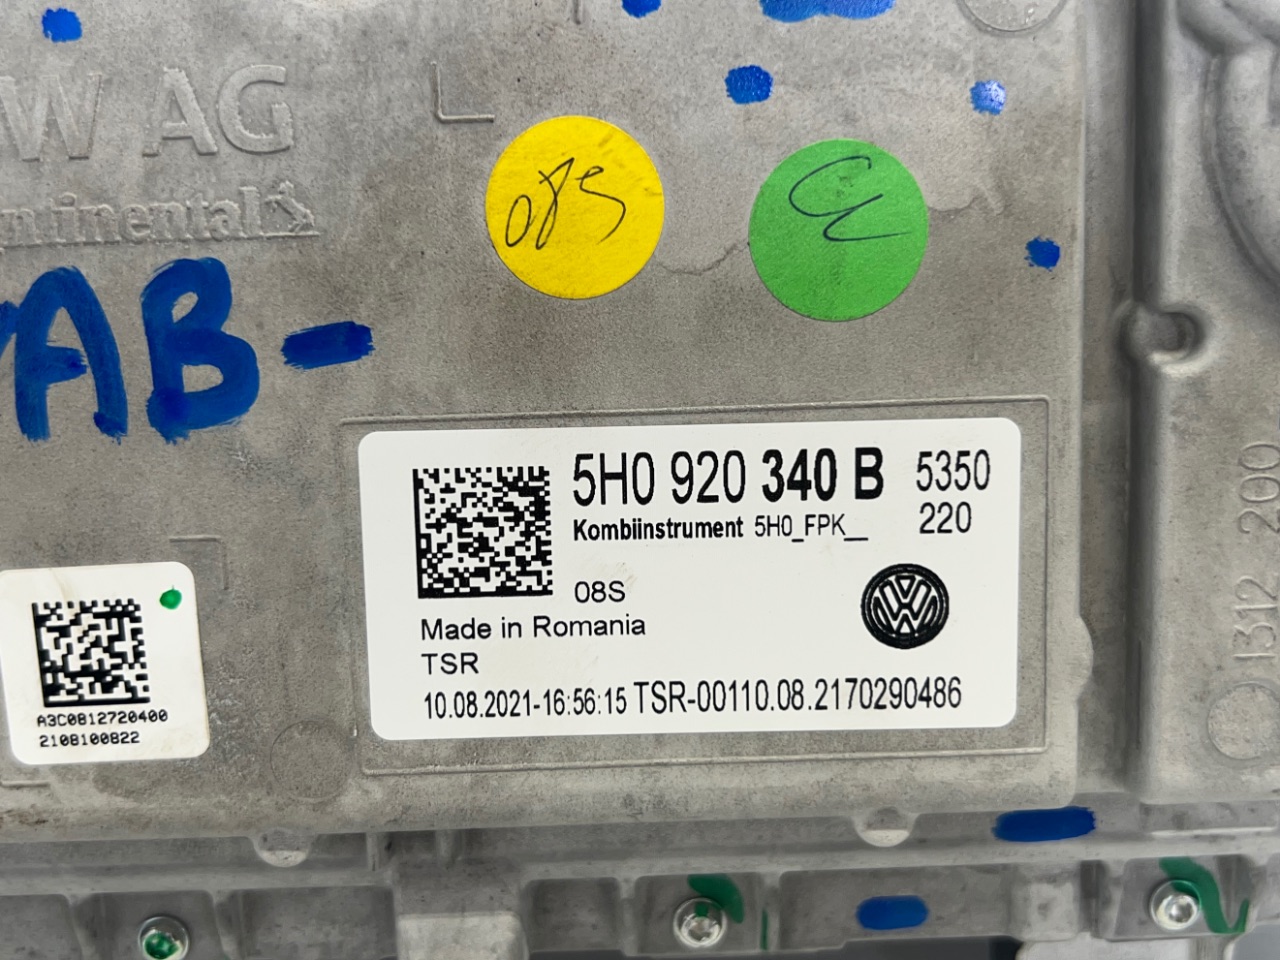 W AG
ntinental
085
AB-
5H0 920 340 B 5350
Kombiinstrument 5H0_FPK__ 220
08S
Made in Romania
TSR
10.08.2021-16:56:15 TSR-00110.08.2170290486
A3C0812720400
2108100822
1312 200